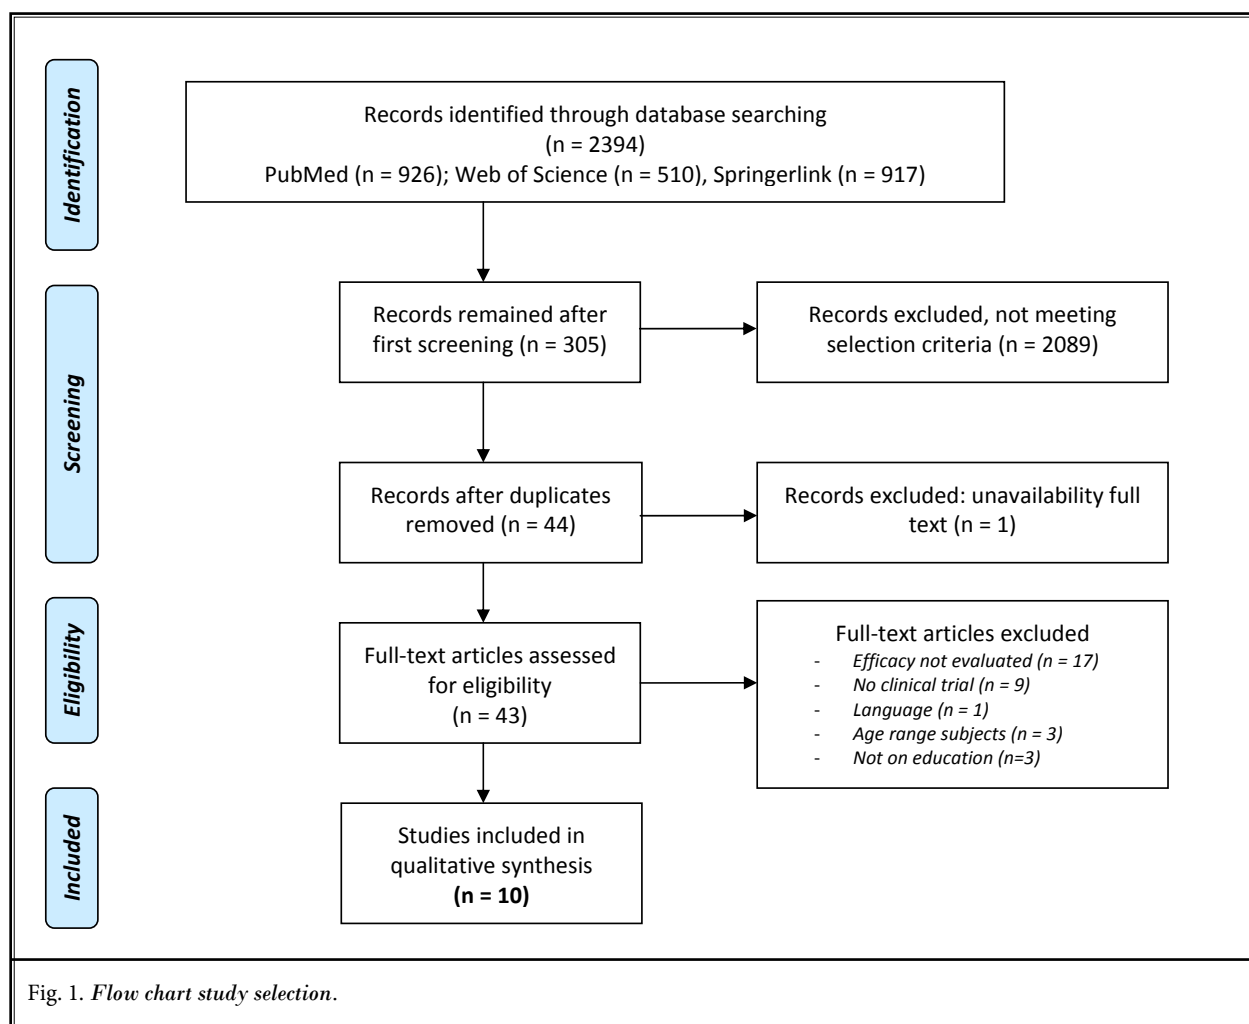 Identification
Records identified through database searching
(n = 2394)
PubMed (n = 926); Web of Science (n = 510), Springerlink (n = 917)
Screening
Records remained after
first screening (n = 305)
Records excluded, not meeting
selection criteria (n = 2089)
Records after duplicates
removed (n = 44)
Records excluded: unavailability full
text (n = 1)
Eligibility
Full-text articles assessed
for eligibility
(n = 43)
Full-text articles excluded
- Efficacy not evaluated (n = 17)
- No clinical trial (n = 9)
- Language (n = 1)
- Age range subjects (n = 3)
- Not on education (n=3)
Included
Studies included in
qualitative synthesis
(n = 10)
Fig. 1. Flow chart study selection.